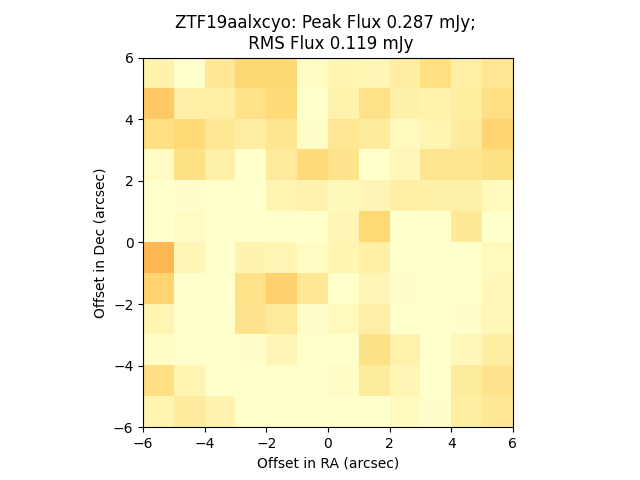 ZTF19aalxcyo: Peak Flux 0.287 mJy;
RMS Flux 0.119 mJy
6
4
2
0
−2
−4
−6
Offset in Dec (arcsec)
−6 −4 −2 0 2 4 6
Offset in RA (arcsec)